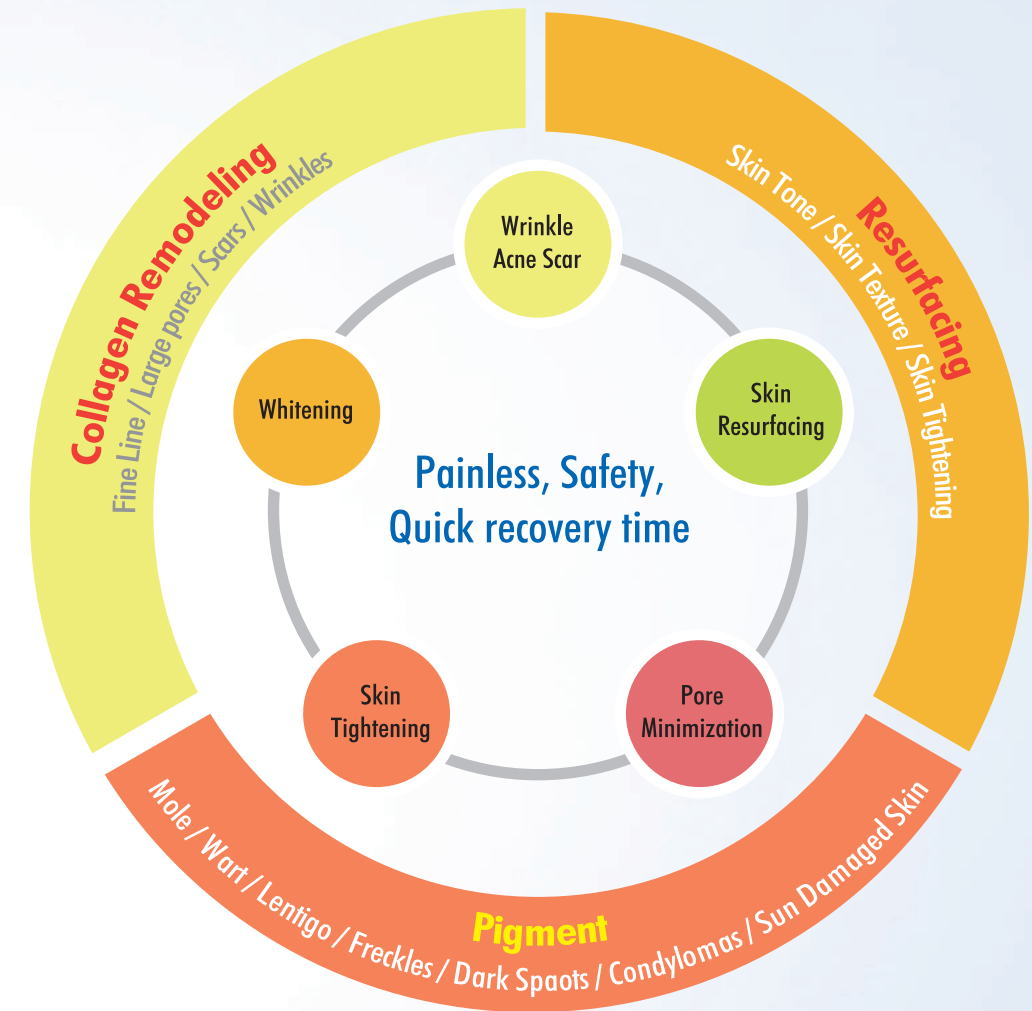 Collagen Remodeling
Fine Line / Large pores / Scars / Wrinkles
Resurfacing
Skin Tone / Skin Texture / Skin Tightening
Wrinkle
Acne Scar
Whitening
Skin
Resurfacing
Painless, Safety,
Quick recovery time
Skin
Tightening
Pore
Minimization
Pigment
Mole / Wart / Lentigo / Freckles / Dark Spaots / Condylomas / Sun Damaged Skin